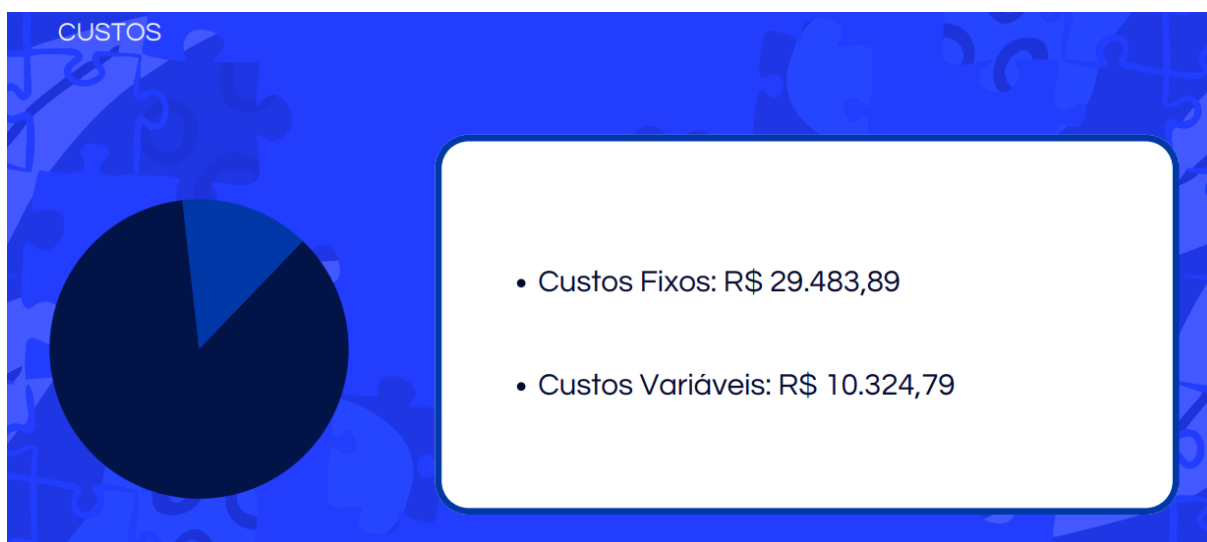 CUSTOS
• Custos Fixos: R$ 29.483,89
• Custos Variáveis: R$ 10.324,79